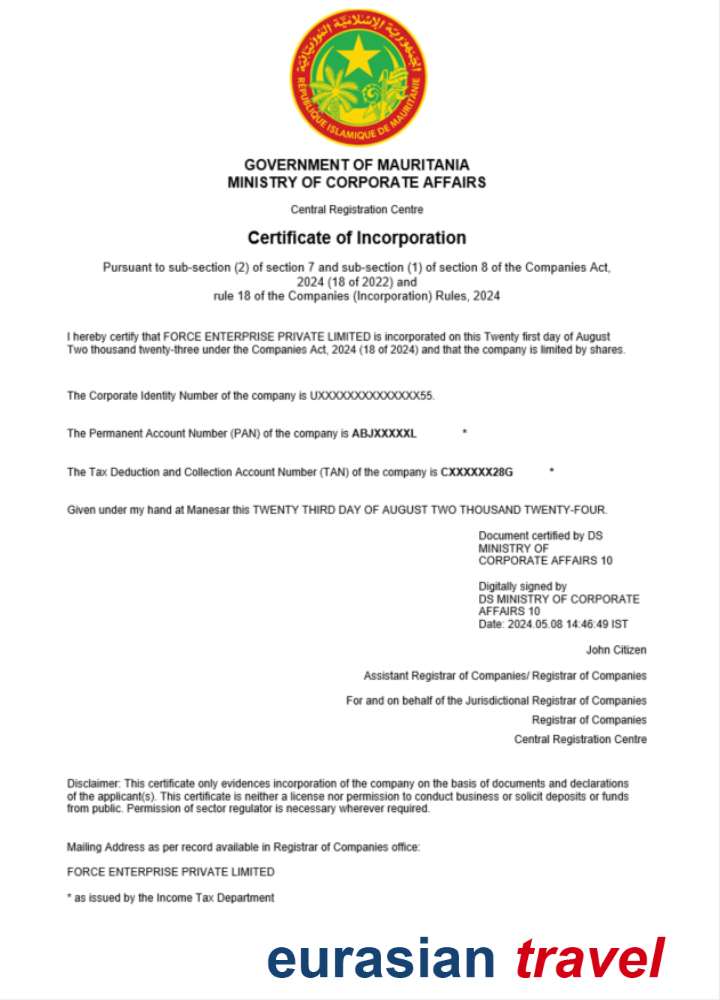 الجمهورية الإسلامية الموريتانية
RÉPUBLIQUE ISLAMIQUE DE MAURITANIE
GOVERNMENT OF MAURITANIA
MINISTRY OF CORPORATE AFFAIRS
Central Registration Centre
Certificate of Incorporation
Pursuant to sub-section (2) of section 7 and sub-section (1) of section 8 of the Companies Act,
2024 (18 of 2022) and
rule 18 of the Companies (Incorporation) Rules, 2024
I hereby certify that FORCE ENTERPRISE PRIVATE LIMITED is incorporated on this Twenty first day of August
Two thousand twenty-three under the Companies Act, 2024 (18 of 2024) and that the company is limited by shares.
The Corporate Identity Number of the company is UXXXXXXXXXXXXXX55.
The Permanent Account Number (PAN) of the company is ABJXXXXXL *
The Tax Deduction and Collection Account Number (TAN) of the company is CXXXXXX28G *
Given under my hand at Manesar this TWENTY THIRD DAY OF AUGUST TWO THOUSAND TWENTY-FOUR.
Document certified by DS
MINISTRY OF
CORPORATE AFFAIRS 10
Digitally signed by
DS MINISTRY OF CORPORATE
AFFAIRS 10
Date: 2024.05.08 14:46:49 IST
John Citizen
Assistant Registrar of Companies/ Registrar of Companies
For and on behalf of the Jurisdictional Registrar of Companies
Registrar of Companies
Central Registration Centre
Disclaimer: This certificate only evidences incorporation of the company on the basis of documents and declarations
of the applicant(s). This certificate is neither a license nor permission to conduct business or solicit deposits or funds
from public. Permission of sector regulator is necessary wherever required.
Mailing Address as per record available in Registrar of Companies office:
FORCE ENTERPRISE PRIVATE LIMITED
* as issued by the Income Tax Department
eurasian travel